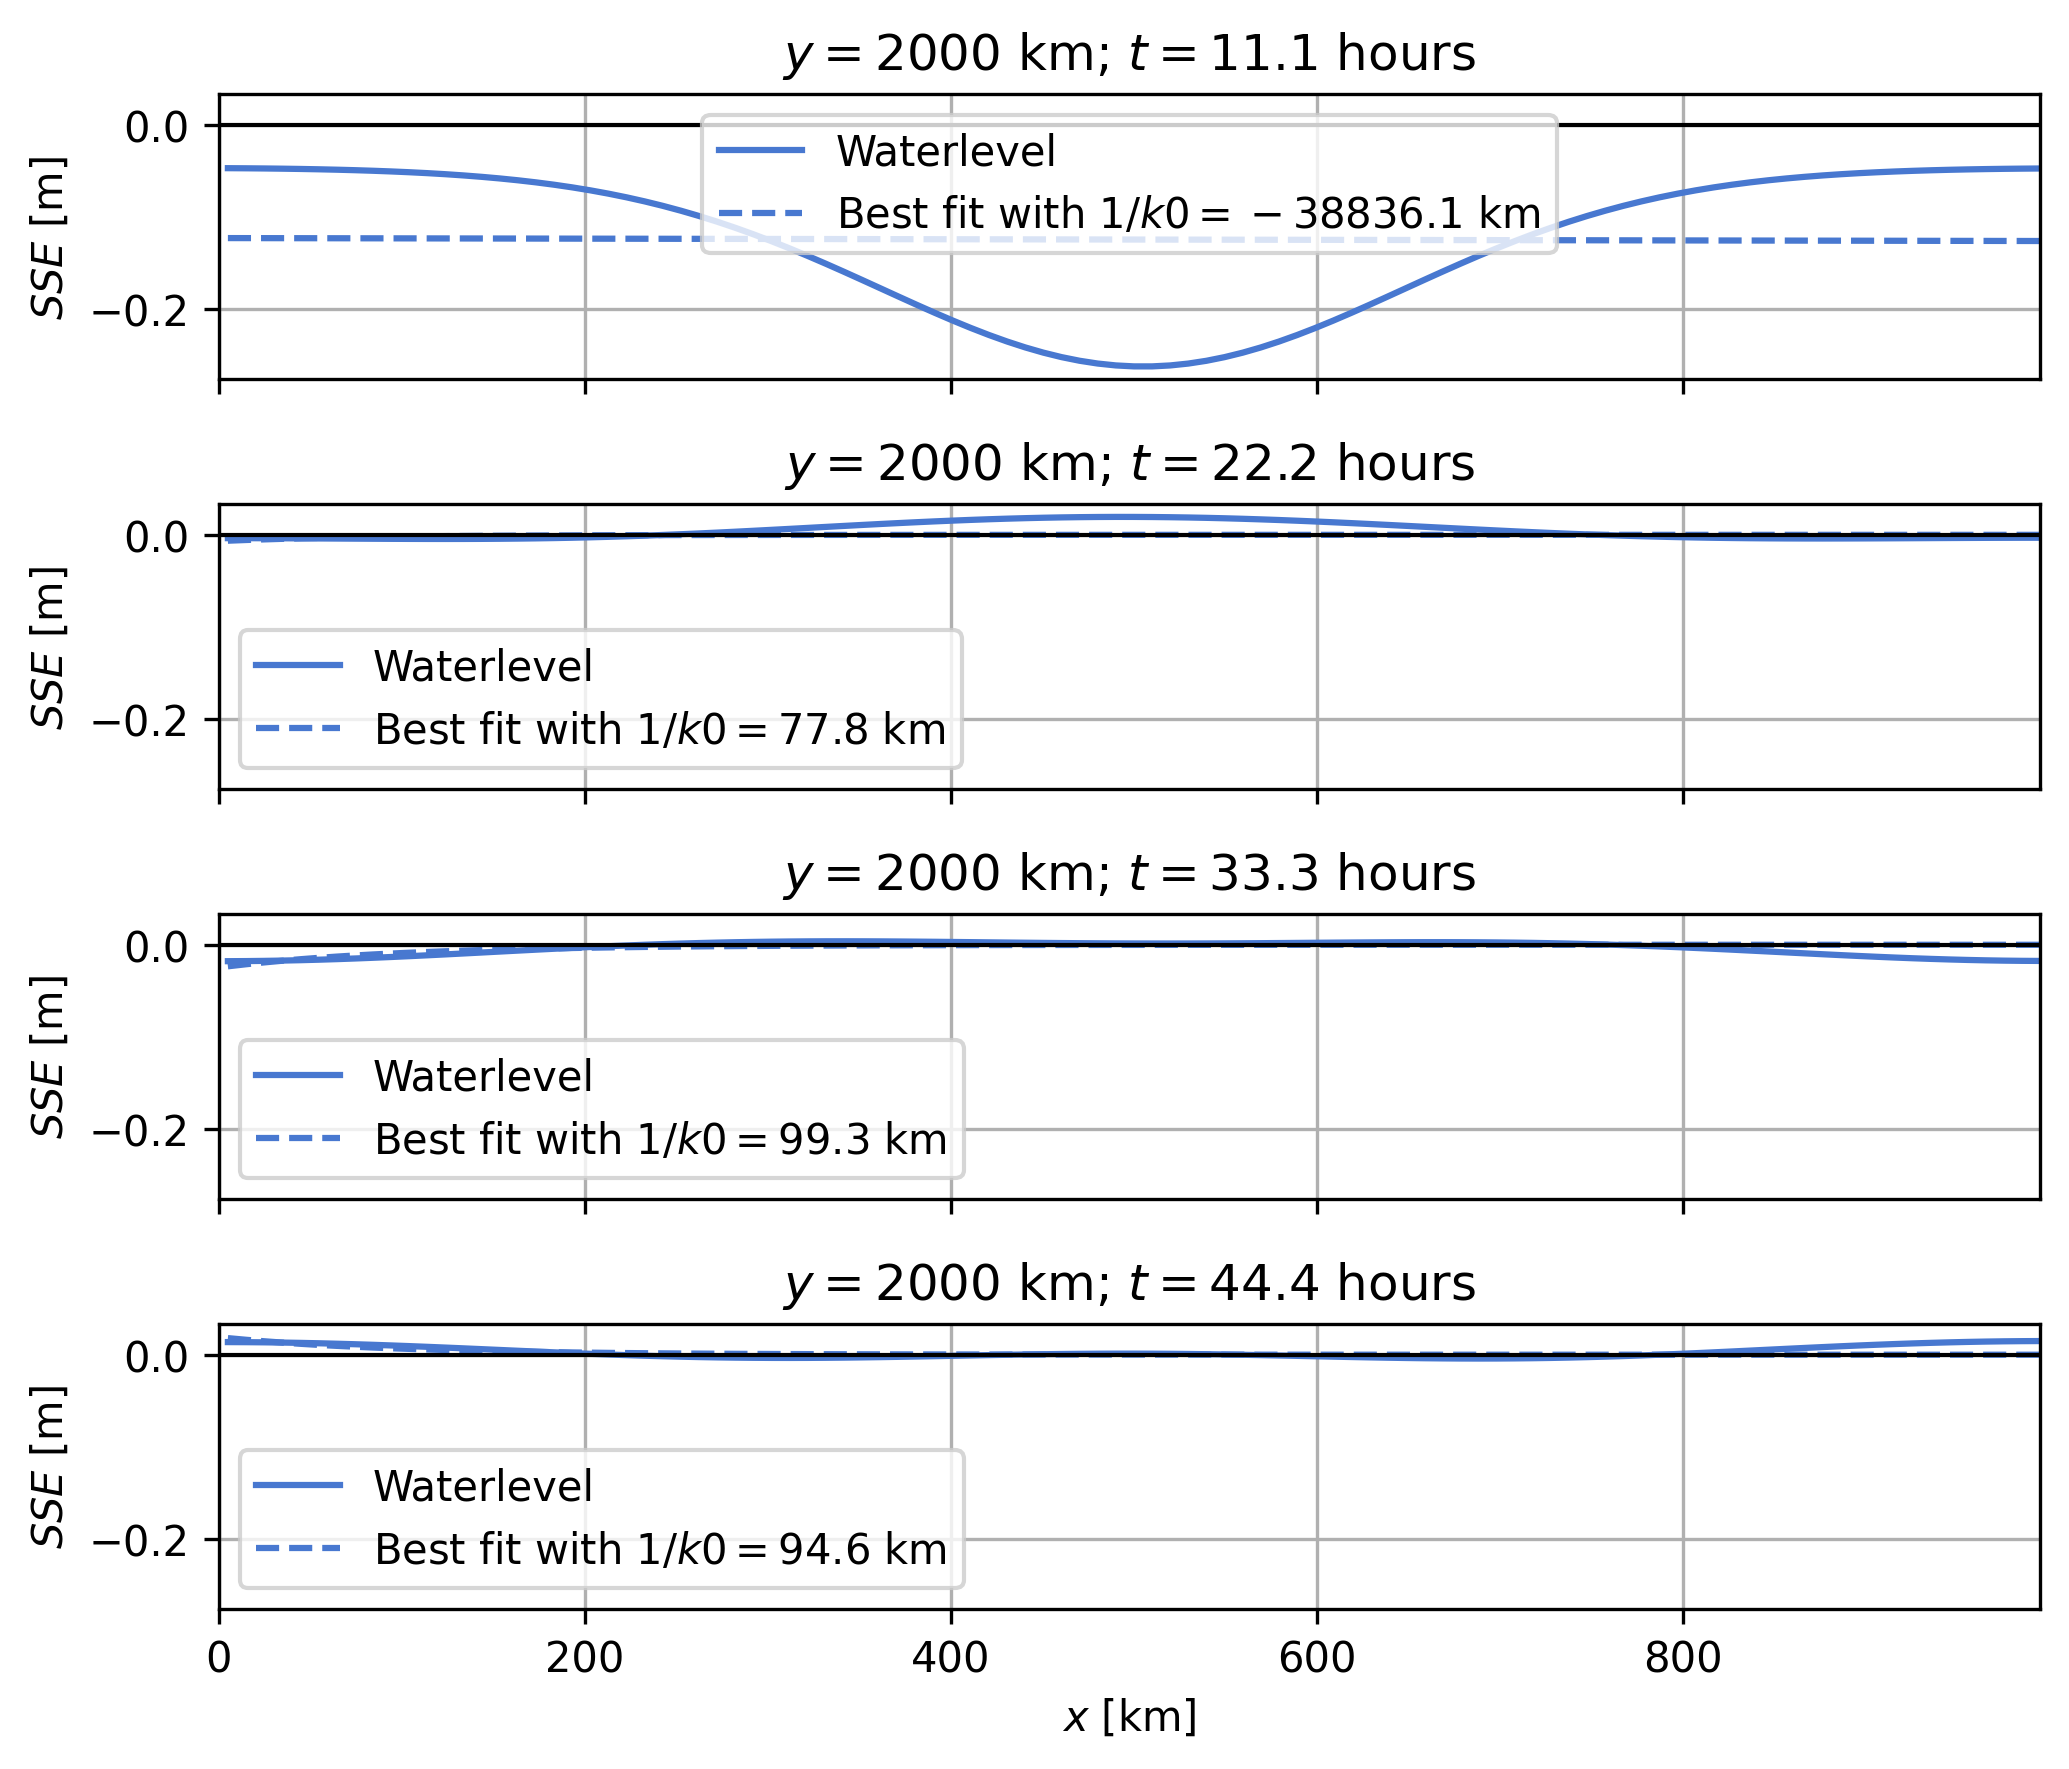 y = 2000 km; t = 11.1 hours
0.0
−0.2
SSE [m]
Waterlevel
Best fit with 1/k0 = −38836.1 km
y = 2000 km; t = 22.2 hours
0.0
−0.2
SSE [m]
Waterlevel
Best fit with 1/k0 = 77.8 km
y = 2000 km; t = 33.3 hours
0.0
−0.2
SSE [m]
Waterlevel
Best fit with 1/k0 = 99.3 km
y = 2000 km; t = 44.4 hours
0.0
−0.2
SSE [m]
Waterlevel
Best fit with 1/k0 = 94.6 km
0 200 400 600 800
x [km]